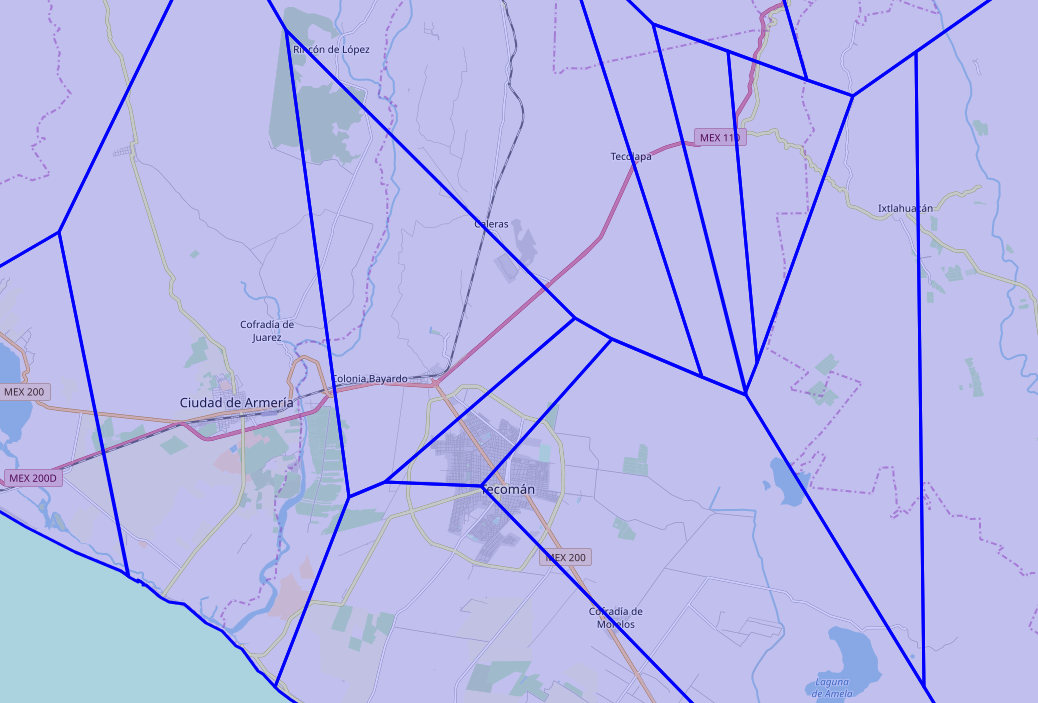 Rincón de López
MEX 110
Tecolapa
Ixtlahuacán
Caleras
Cofradía de
Juarez
Colonia Bayardo
MEX 200
Ciudad de Armería
MEX 200D
Tecomán
MEX 200
Cofradía de
Morelos
Laguna
de Amela